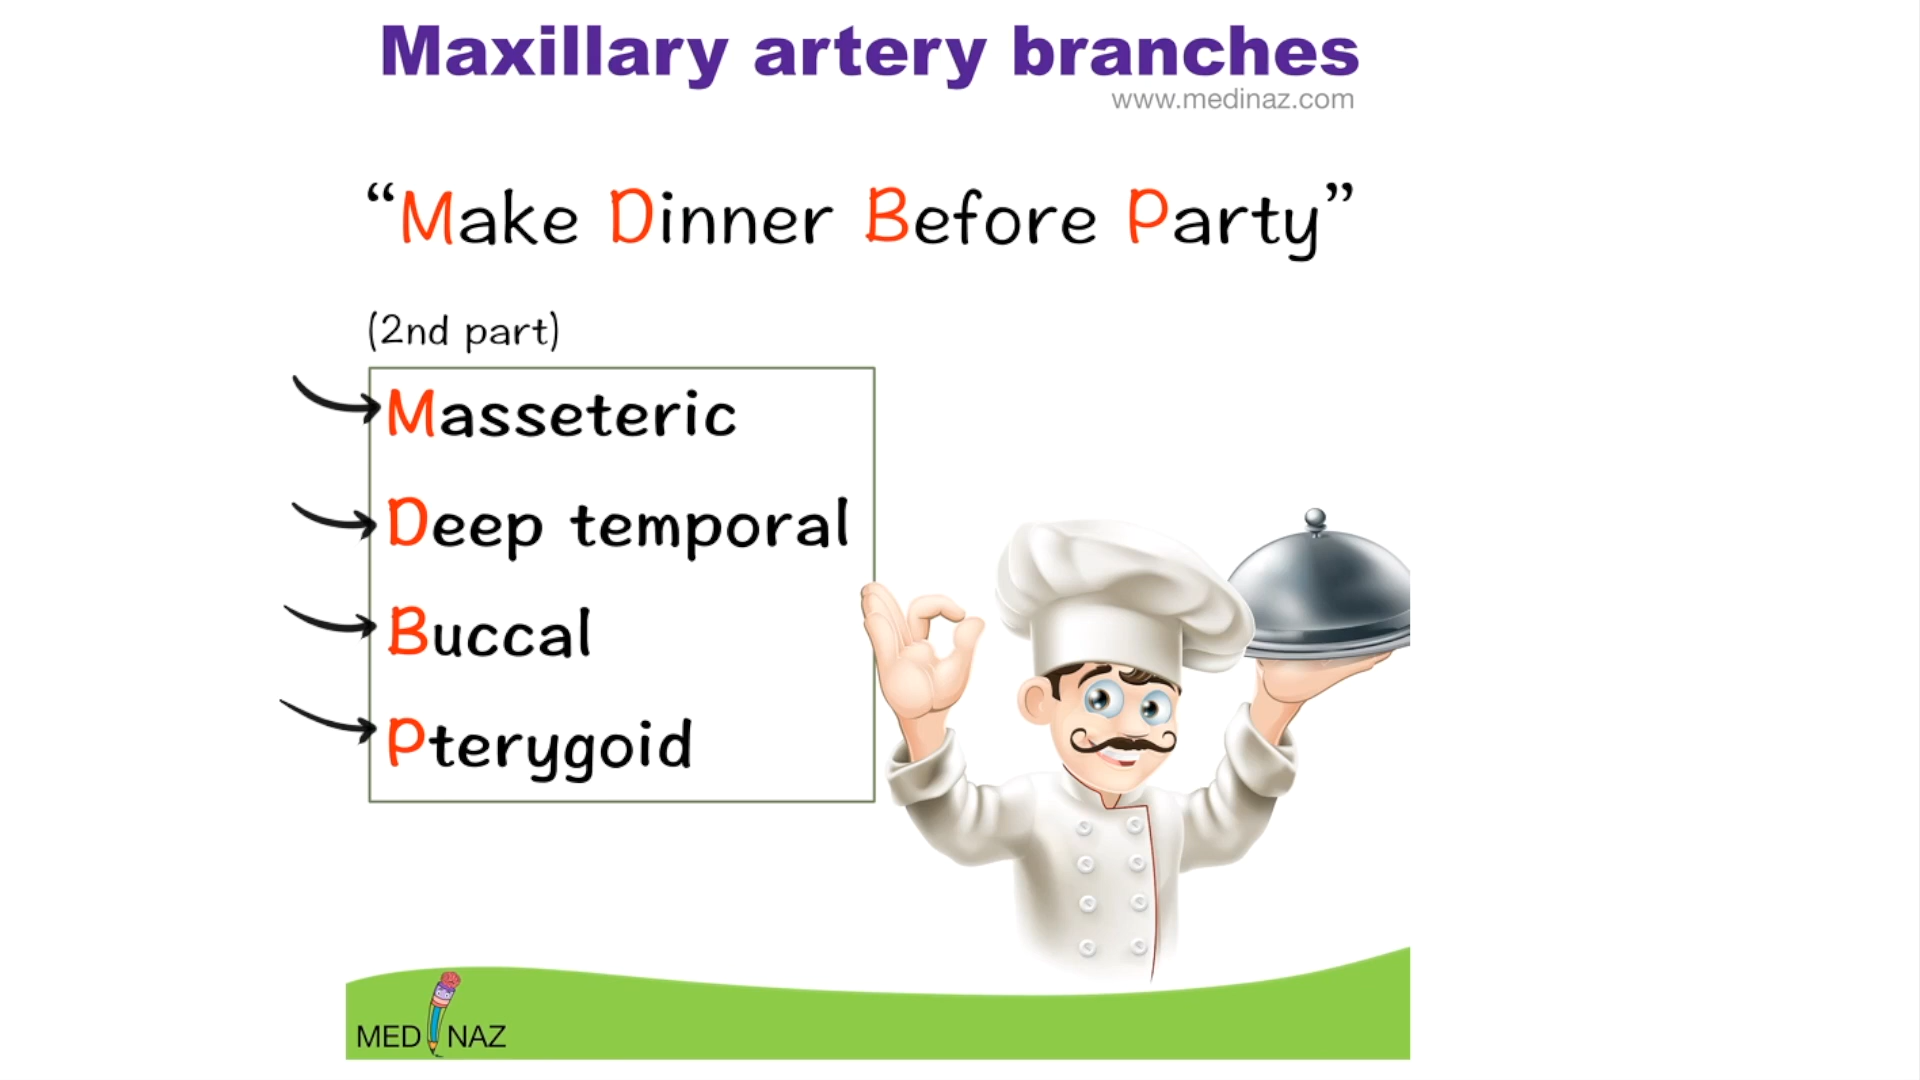 Maxillary artery branches
www.medinaz.com
“Make Dinner Before Party”
(2nd part)
Masseteric
Deep temporal
Buccal
Pterygoid
MED NAZ